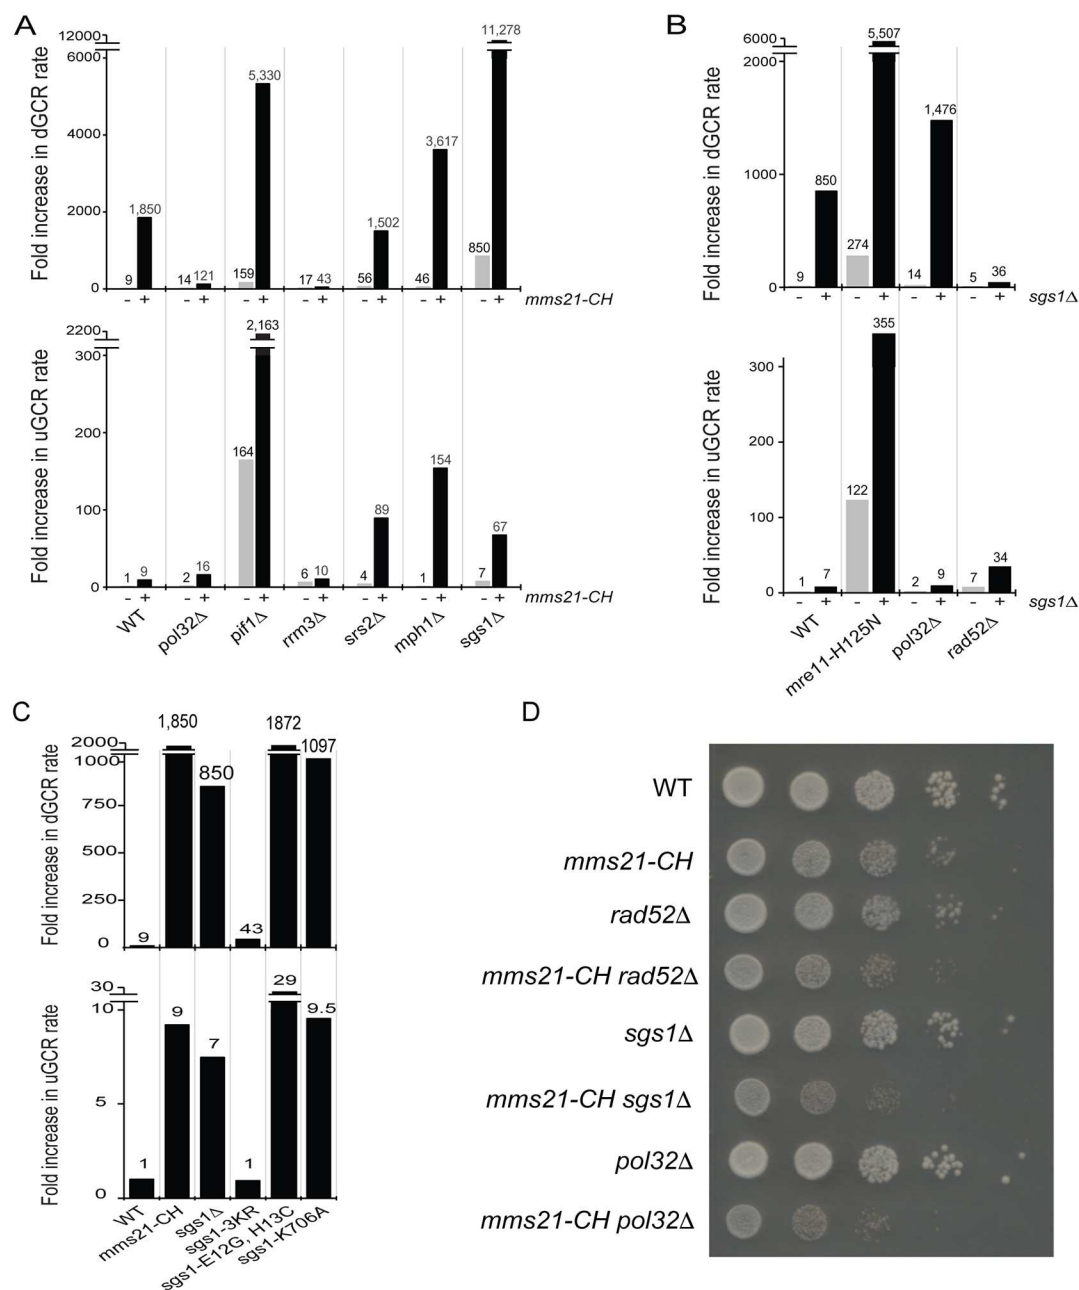 A
Fold increase in dGCR rate
12000
6000
4000
2000
0
9 1,850 14 121 159 5,330 17 43 56 1,502 46 3,617 850 11,278
- + - + - + - + - + - + - + mms21-CH
Fold increase in uGCR rate
2200
300
200
100
0
1 9 2 16 164 2,163 6 10 4 89 1 154 7 67
- + - + - + - + - + - + - + mms21-CH
WT pol32Δ pif1Δ rrm3Δ srs2Δ mph1Δ sgs1Δ
B
Fold increase in dGCR rate
6000
2000
1000
0
9 850 274 5,507 14 1,476 5 36
- + - + - + - + sgs1Δ
Fold increase in uGCR rate
300
200
100
0
1 7 122 355 2 9 7 34
- + - + - + - + sgs1Δ
WT mre11-H125N pol32Δ rad52Δ
C
Fold increase in dGCR rate
2000
1000
750
500
250
0
9 1,850 850 43 1872 1097
Fold increase in uGCR rate
30
10
5
0
1 9 7 1 29 9.5
WT mms21-CH sgs1Δ sgs1-3KR sgs1-E12G, H13C sgs1-K706A
D
WT
mms21-CH
rad52Δ
mms21-CH rad52Δ
sgs1Δ
mms21-CH sgs1Δ
pol32Δ
mms21-CH pol32Δ